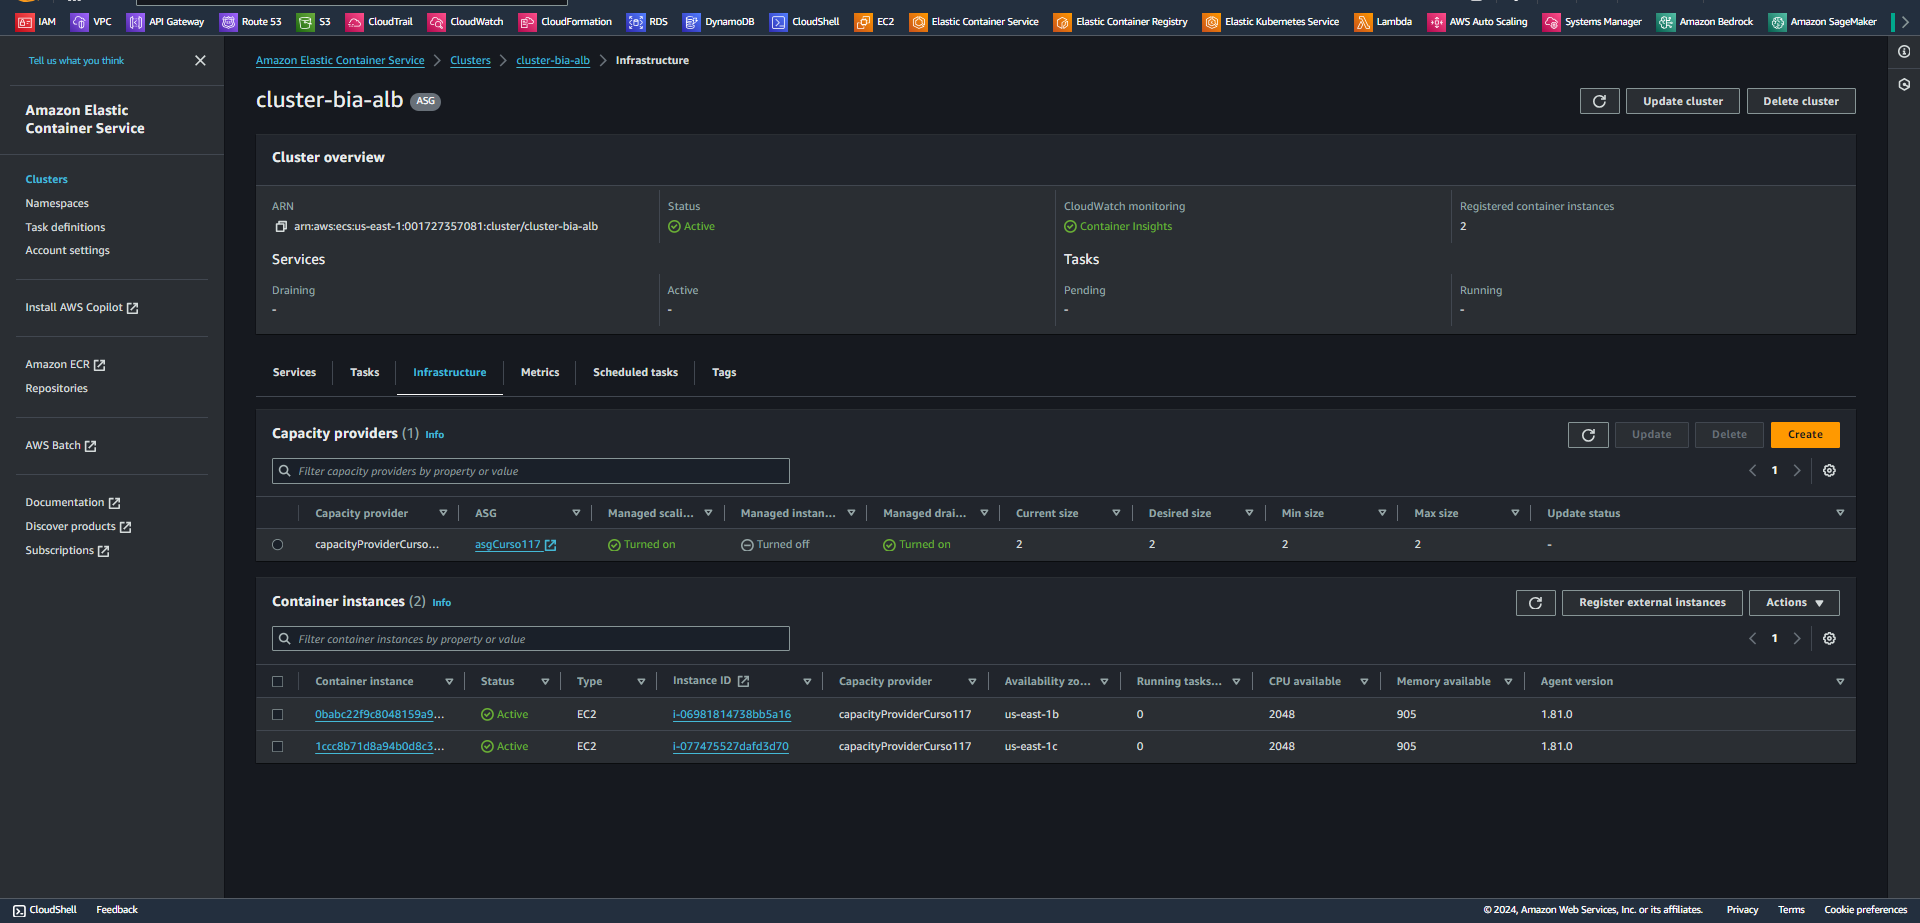 IAM VPC API Gateway Route 53 S3 CloudTrail CloudWatch CloudFormation RDS DynamoDB CloudShell EC2 Elastic Container Service Elastic Container Registry Elastic Kubernetes Service Lambda AWS Auto Scaling Systems Manager Amazon Bedrock Amazon SageMaker
Tell us what you think
Amazon Elastic
Container Service
Clusters
Namespaces
Task definitions
Account settings
Install AWS Copilot
Amazon ECR
Repositories
AWS Batch
Documentation
Discover products
Subscriptions
Amazon Elastic Container Service Clusters cluster-bia-alb Infrastructure
cluster-bia-alb ASG
Update cluster Delete cluster
Cluster overview
ARN Status CloudWatch monitoring Registered container instances
arn:aws:ecs:us-east-1:001727357081:cluster/cluster-bia-alb Active Container Insights 2
Services Tasks
Draining Active Pending Running
- - - -
Services Tasks Infrastructure Metrics Scheduled tasks Tags
Capacity providers (1) Info Update Delete Create
Filter capacity providers by property or value 1
Capacity provider ASG Managed scali... Managed instan... Managed drai... Current size Desired size Min size Max size Update status
capacityProviderCurso... asgCurso117 Turned on Turned off Turned on 2 2 2 2 -
Container instances (2) Info Register external instances Actions
Filter container instances by property or value 1
Container instance Status Type Instance ID Capacity provider Availability zo... Running tasks... CPU available Memory available Agent version
0babc22f9c8048159a9... Active EC2 i-06981814738bb5a16 capacityProviderCurso117 us-east-1b 0 2048 905 1.81.0
1ccc8b71d8a94b0d8c3... Active EC2 i-077475527dafd3d70 capacityProviderCurso117 us-east-1c 0 2048 905 1.81.0
CloudShell Feedback © 2024, Amazon Web Services, Inc. or its affiliates. Privacy Terms Cookie preferences